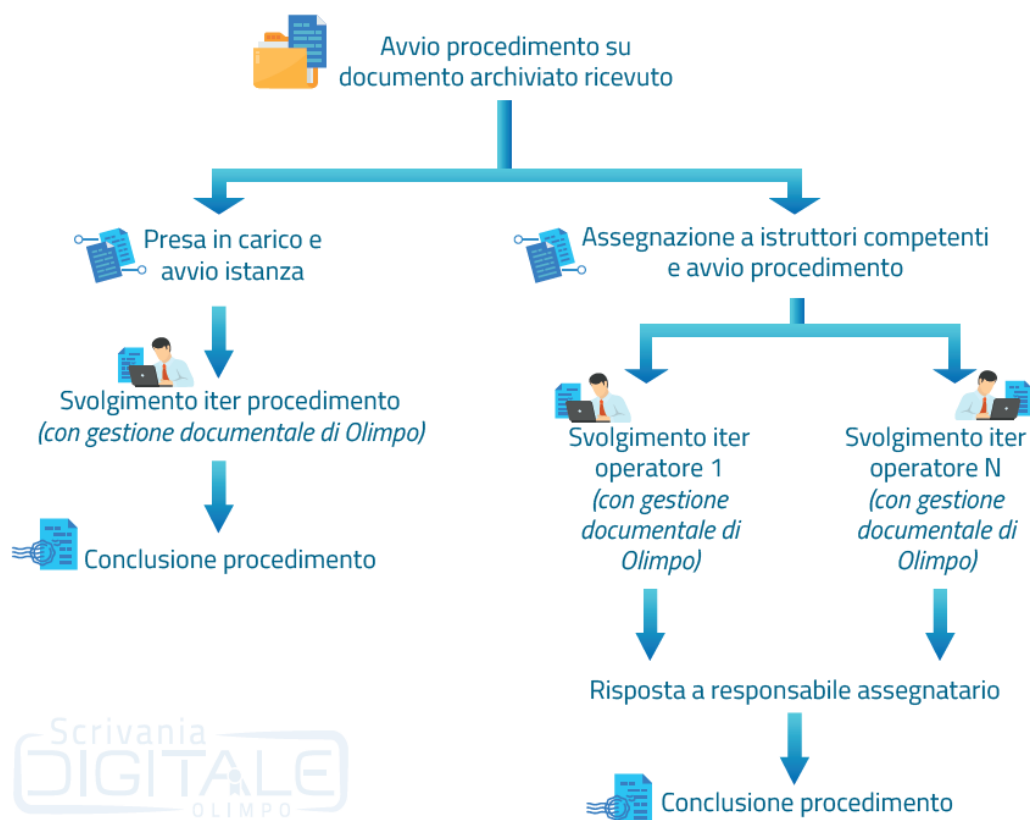 Avvio procedimento su
documento archiviato ricevuto
Presa in carico e
avvio istanza
Svolgimento iter procedimento
(con gestione documentale di Olimpo)
Conclusione procedimento
Assegnazione a istruttori competenti
e avvio procedimento
Svolgimento iter
operatore 1
(con gestione
documentale di
Olimpo)
Svolgimento iter
operatore N
(con gestione
documentale di
Olimpo)
Risposta a responsabile assegnatario
Conclusione procedimento
Scrivania
DIGITALE
OLIMPO